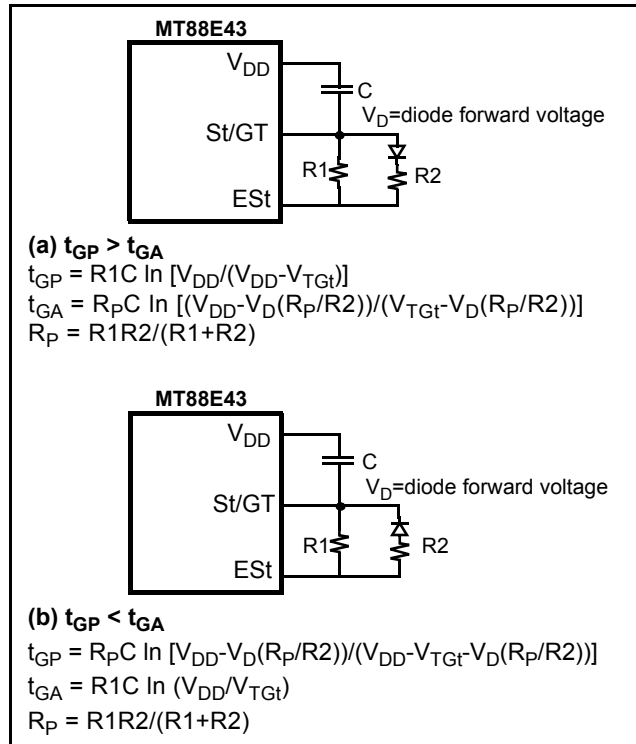 MT88E43
V_DD
C
V_D=diode forward voltage
St/GT
R1
R2
ESt
(a) t_GP > t_GA
t_GP = R1C ln [V_DD/(V_DD-V_TGt)]
t_GA = R_PC ln [(V_DD-V_D(R_P/R2))/(V_TGt-V_D(R_P/R2))]
R_P = R1R2/(R1+R2)
MT88E43
V_DD
C
V_D=diode forward voltage
St/GT
R1
R2
ESt
(b) t_GP < t_GA
t_GP = R_PC ln [V_DD-V_D(R_P/R2))/(V_DD-V_TGt-V_D(R_P/R2))]
t_GA = R1C ln (V_DD/V_TGt)
R_P = R1R2/(R1+R2)